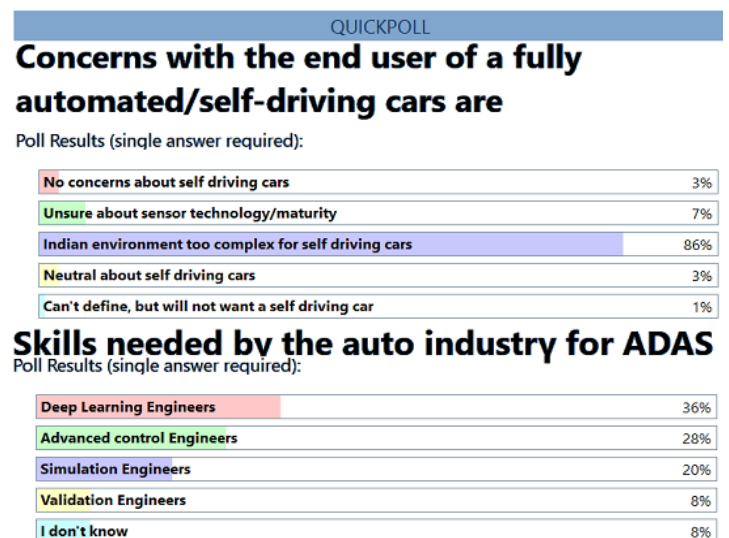 QUICKPOLL
Concerns with the end user of a fully
automated/self-driving cars are
Poll Results (single answer required):
No concerns about self driving cars 3%
Unsure about sensor technology/maturity 7%
Indian environment too complex for self driving cars 86%
Neutral about self driving cars 3%
Can't define, but will not want a self driving car 1%
Skills needed by the auto industry for ADAS
Poll Results (single answer required):
Deep Learning Engineers 36%
Advanced control Engineers 28%
Simulation Engineers 20%
Validation Engineers 8%
I don't know 8%